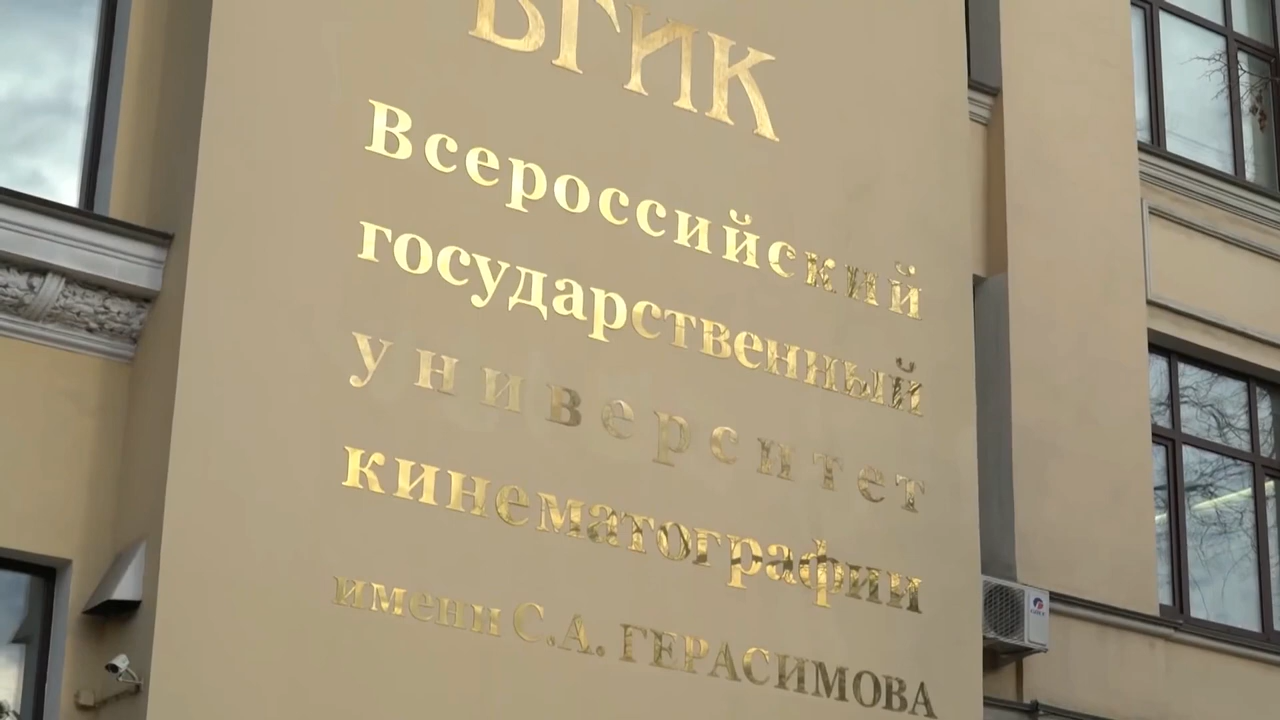 ВГИК
Всероссийский
государственный
университет
кинематографии
имени С.А. ГЕРАСИМОВА